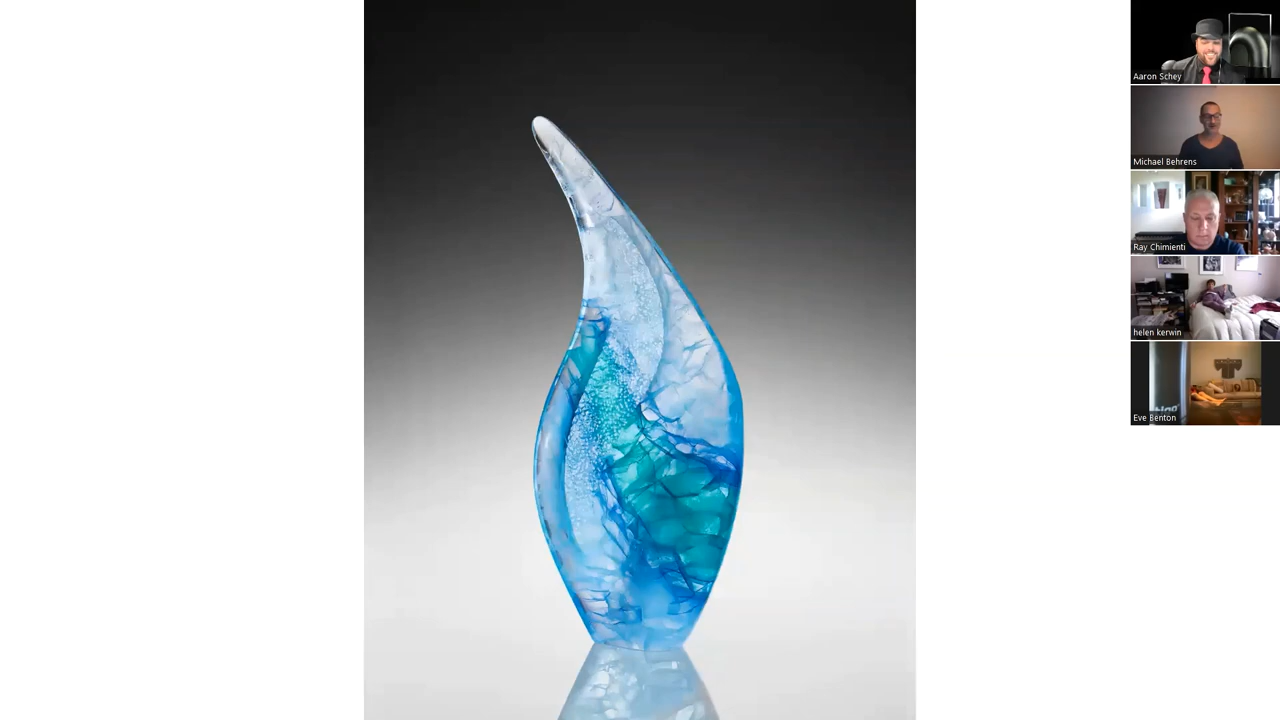 Aaron Schey
Michael Behrens
Ray Chimienti
helen kerwin
Eve Benton